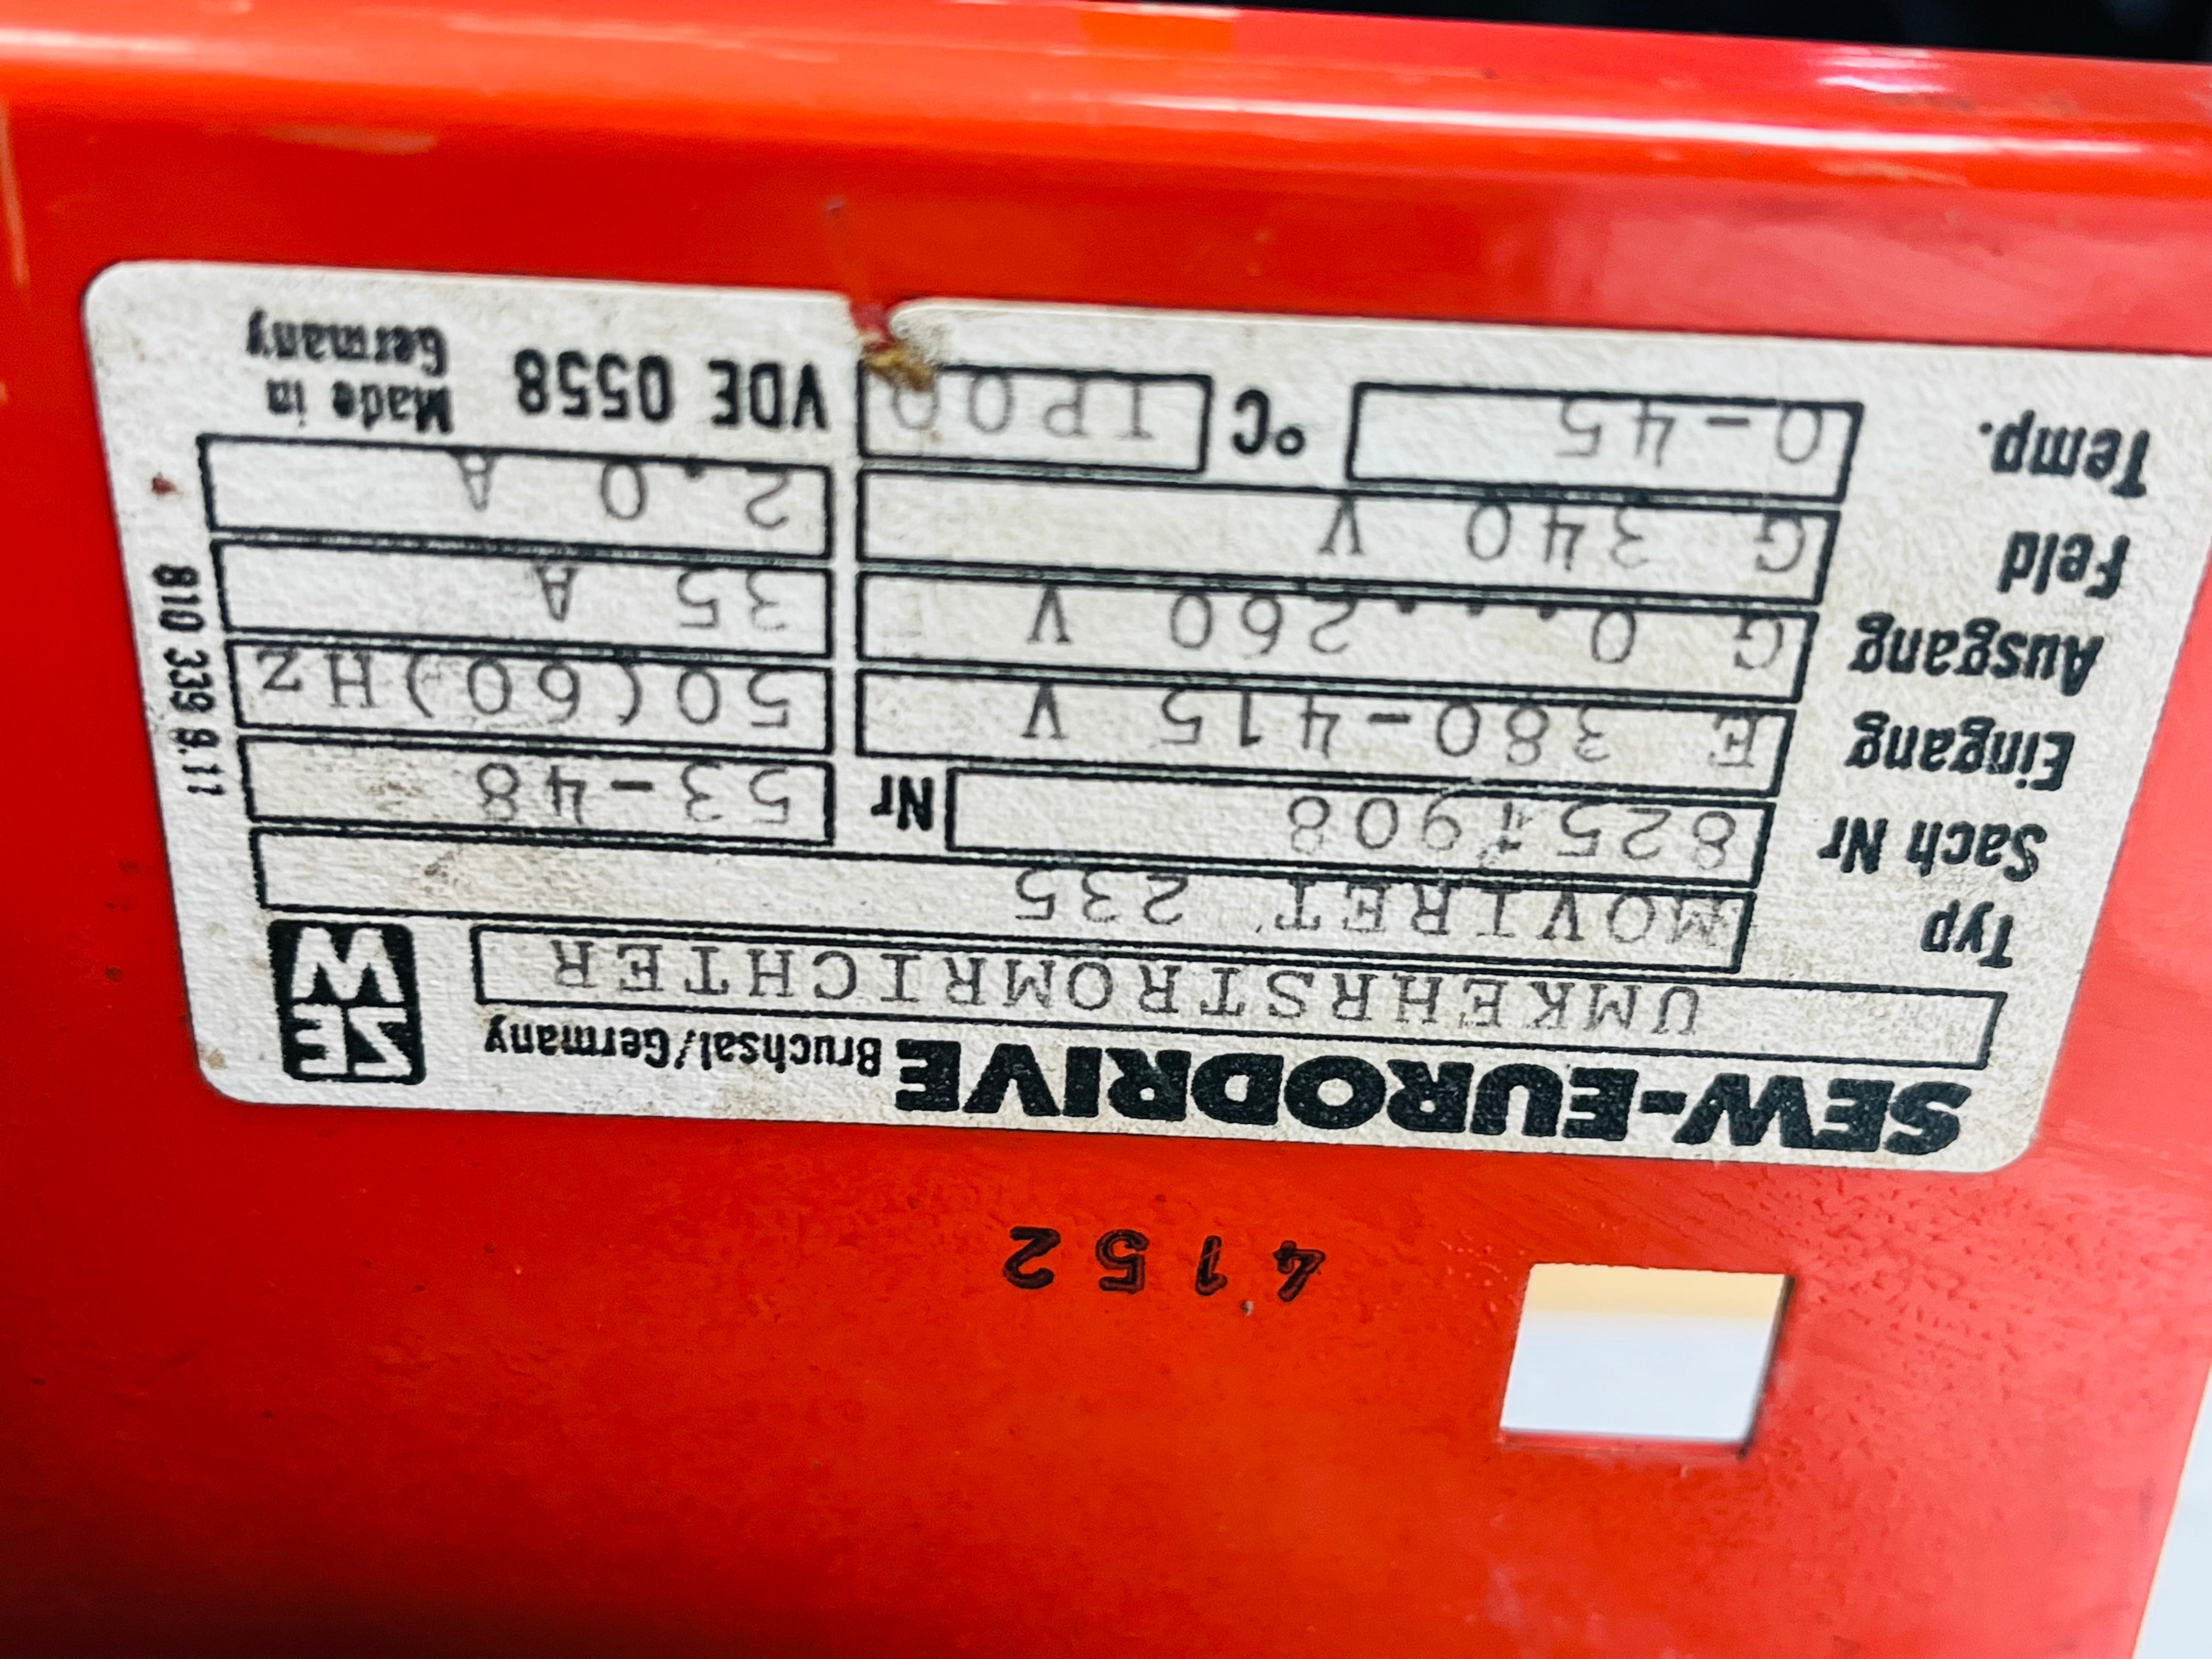 4152
SEW-EURODRIVE Bruchsal/Germany SEW
UMKEHRSTROMRICHTER
Typ MOVIRET 235
Sach Nr Nr 53-48
Eingang E 380-415 V 50(60)Hz
Ausgang G 0....260 V 35 A
Feld G 340 V 2.0 A
Temp. 0-45 °C IP00 VDE 0558 Made in Germany
810 339 9.11